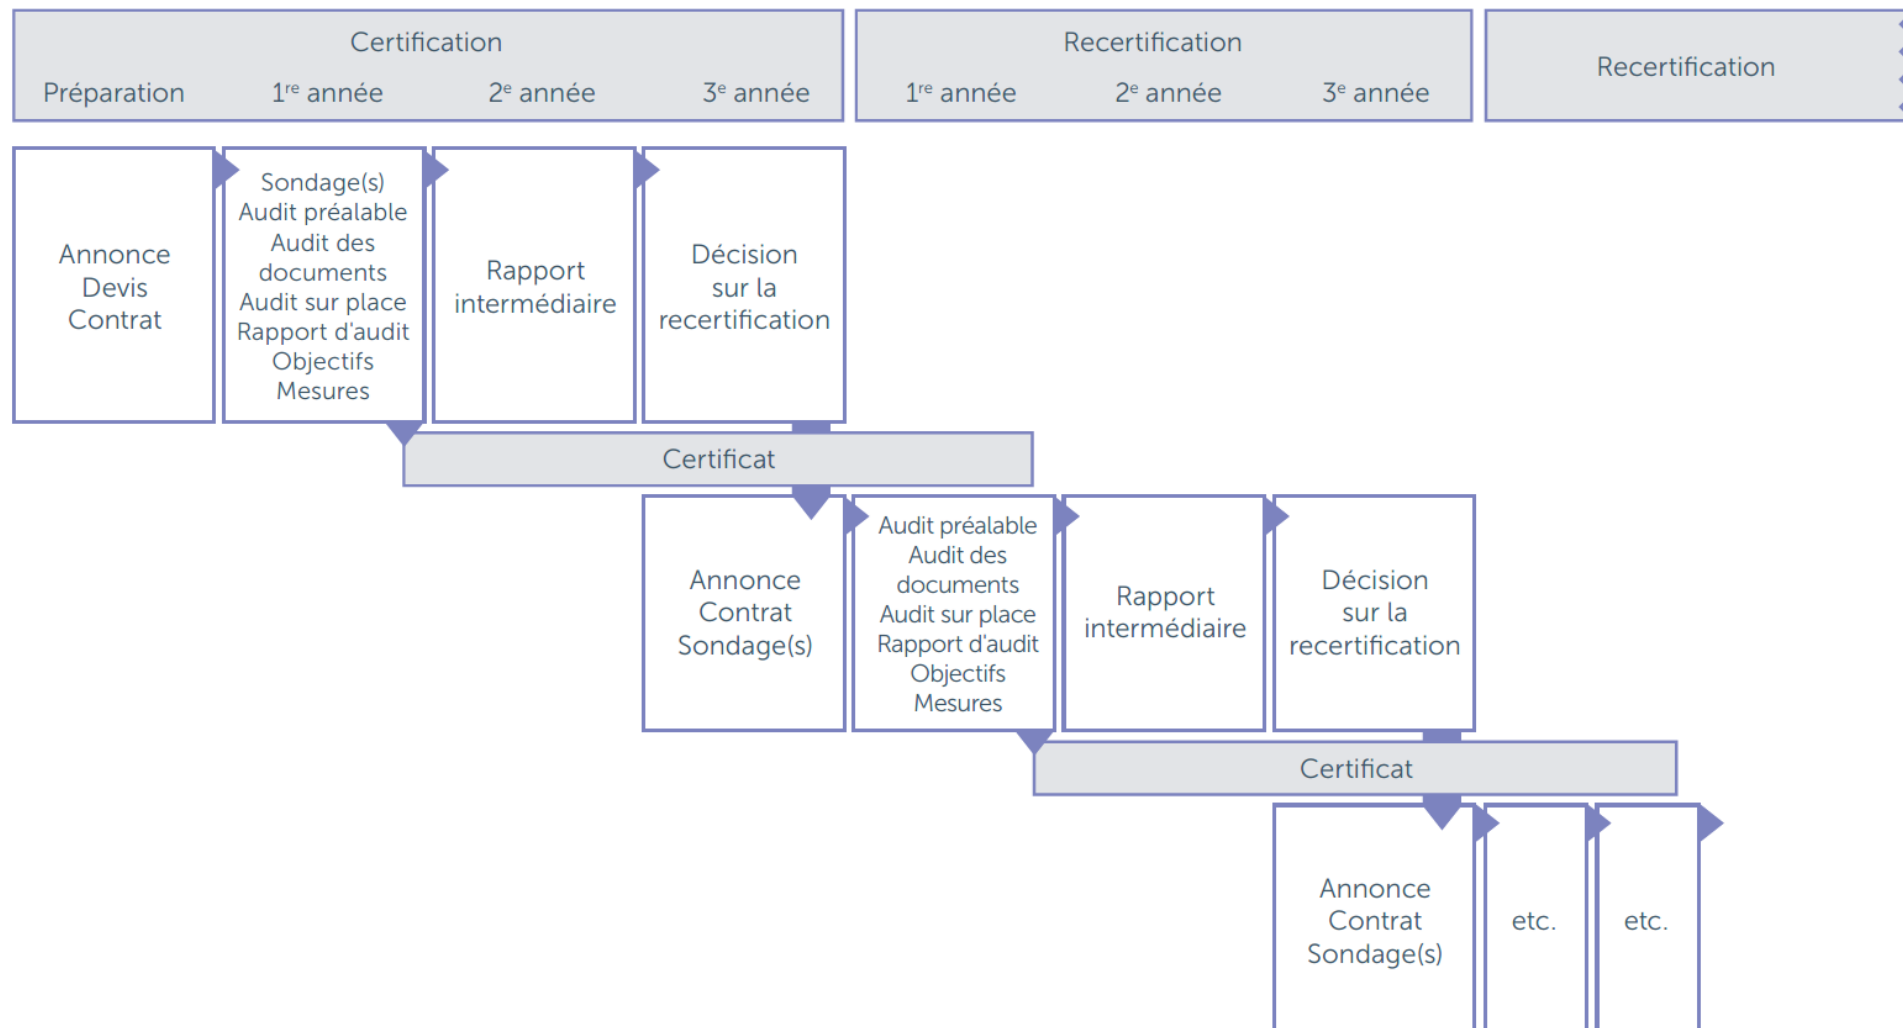 Certification
Recertification
Recertification
Préparation
1re année
2e année
3e année
1re année
2e année
3e année
Annonce
Devis
Contrat
Sondage(s)
Audit préalable
Audit des
documents
Audit sur place
Rapport d'audit
Objectifs
Mesures
Rapport
intermédiaire
Décision
sur la
recertification
Certificat
Annonce
Contrat
Sondage(s)
Audit préalable
Audit des
documents
Audit sur place
Rapport d'audit
Objectifs
Mesures
Rapport
intermédiaire
Décision
sur la
recertification
Certificat
Annonce
Contrat
Sondage(s)
etc.
etc.